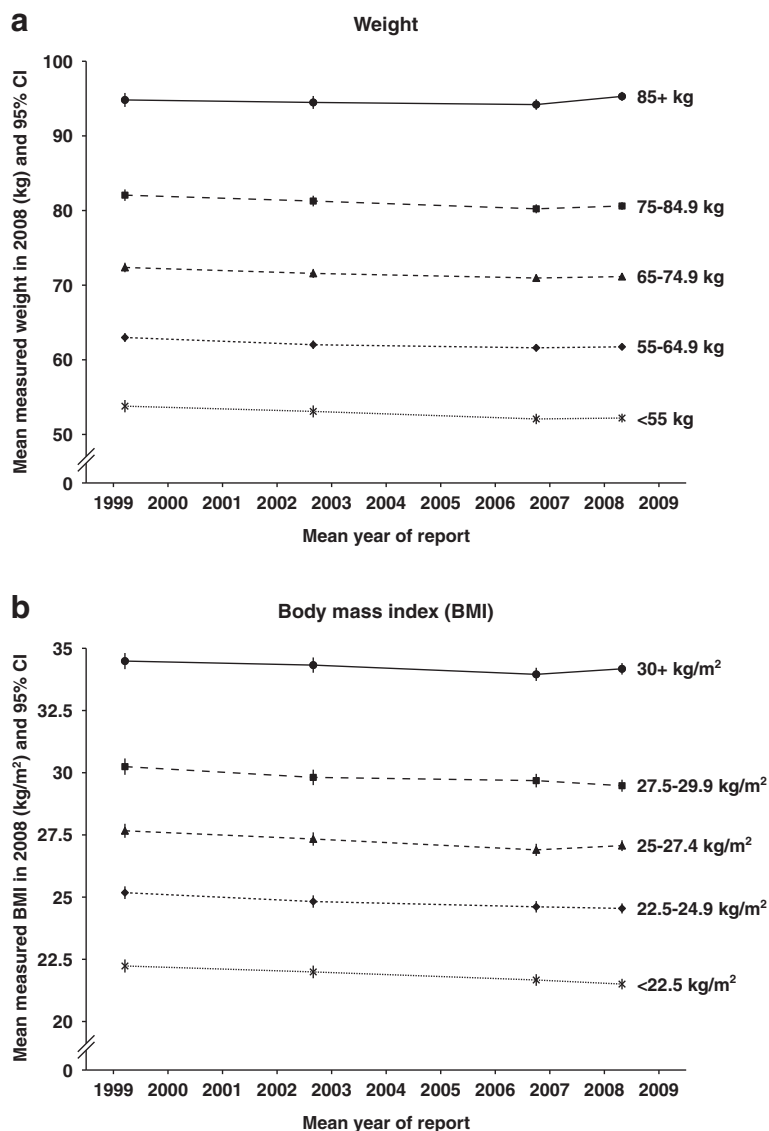 a
Weight
Mean measured weight in 2008 (kg) and 95% CI
100
90
80
70
60
50
0
85+ kg
75-84.9 kg
65-74.9 kg
55-64.9 kg
<55 kg
1999 2000 2001 2002 2003 2004 2005 2006 2007 2008 2009
Mean year of report
b
Body mass index (BMI)
Mean measured BMI in 2008 (kg/m²) and 95% CI
35
32.5
30
27.5
25
22.5
20
0
30+ kg/m²
27.5-29.9 kg/m²
25-27.4 kg/m²
22.5-24.9 kg/m²
<22.5 kg/m²
1999 2000 2001 2002 2003 2004 2005 2006 2007 2008 2009
Mean year of report